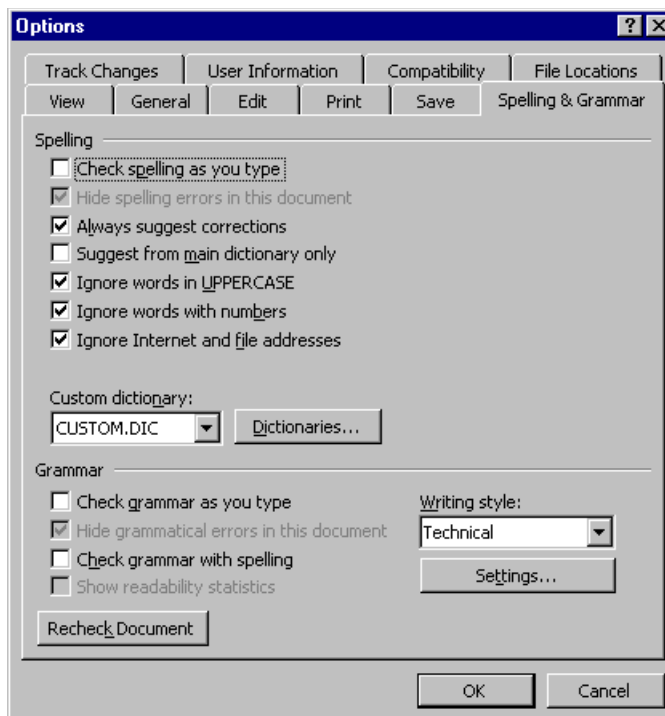 Options
Track Changes User Information Compatibility File Locations
View General Edit Print Save Spelling & Grammar
Spelling
Check spelling as you type
Hide spelling errors in this document
Always suggest corrections
Suggest from main dictionary only
Ignore words in UPPERCASE
Ignore words with numbers
Ignore Internet and file addresses
Custom dictionary:
CUSTOM.DIC Dictionaries...
Grammar
Check grammar as you type Writing style:
Hide grammatical errors in this document Technical
Check grammar with spelling
Show readability statistics Settings...
Recheck Document
OK Cancel